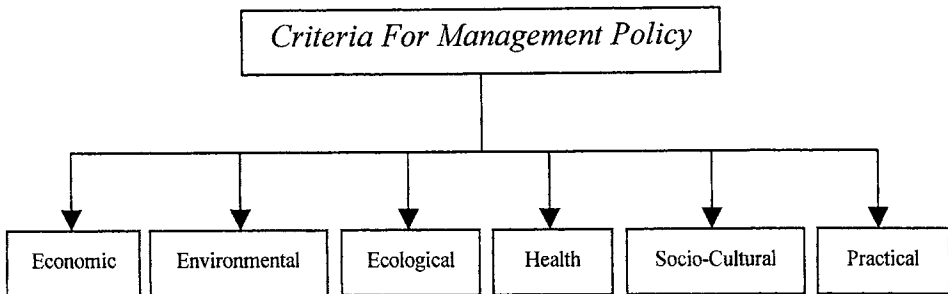 Criteria For Management Policy
Economic
Environmental
Ecological
Health
Socio-Cultural
Practical